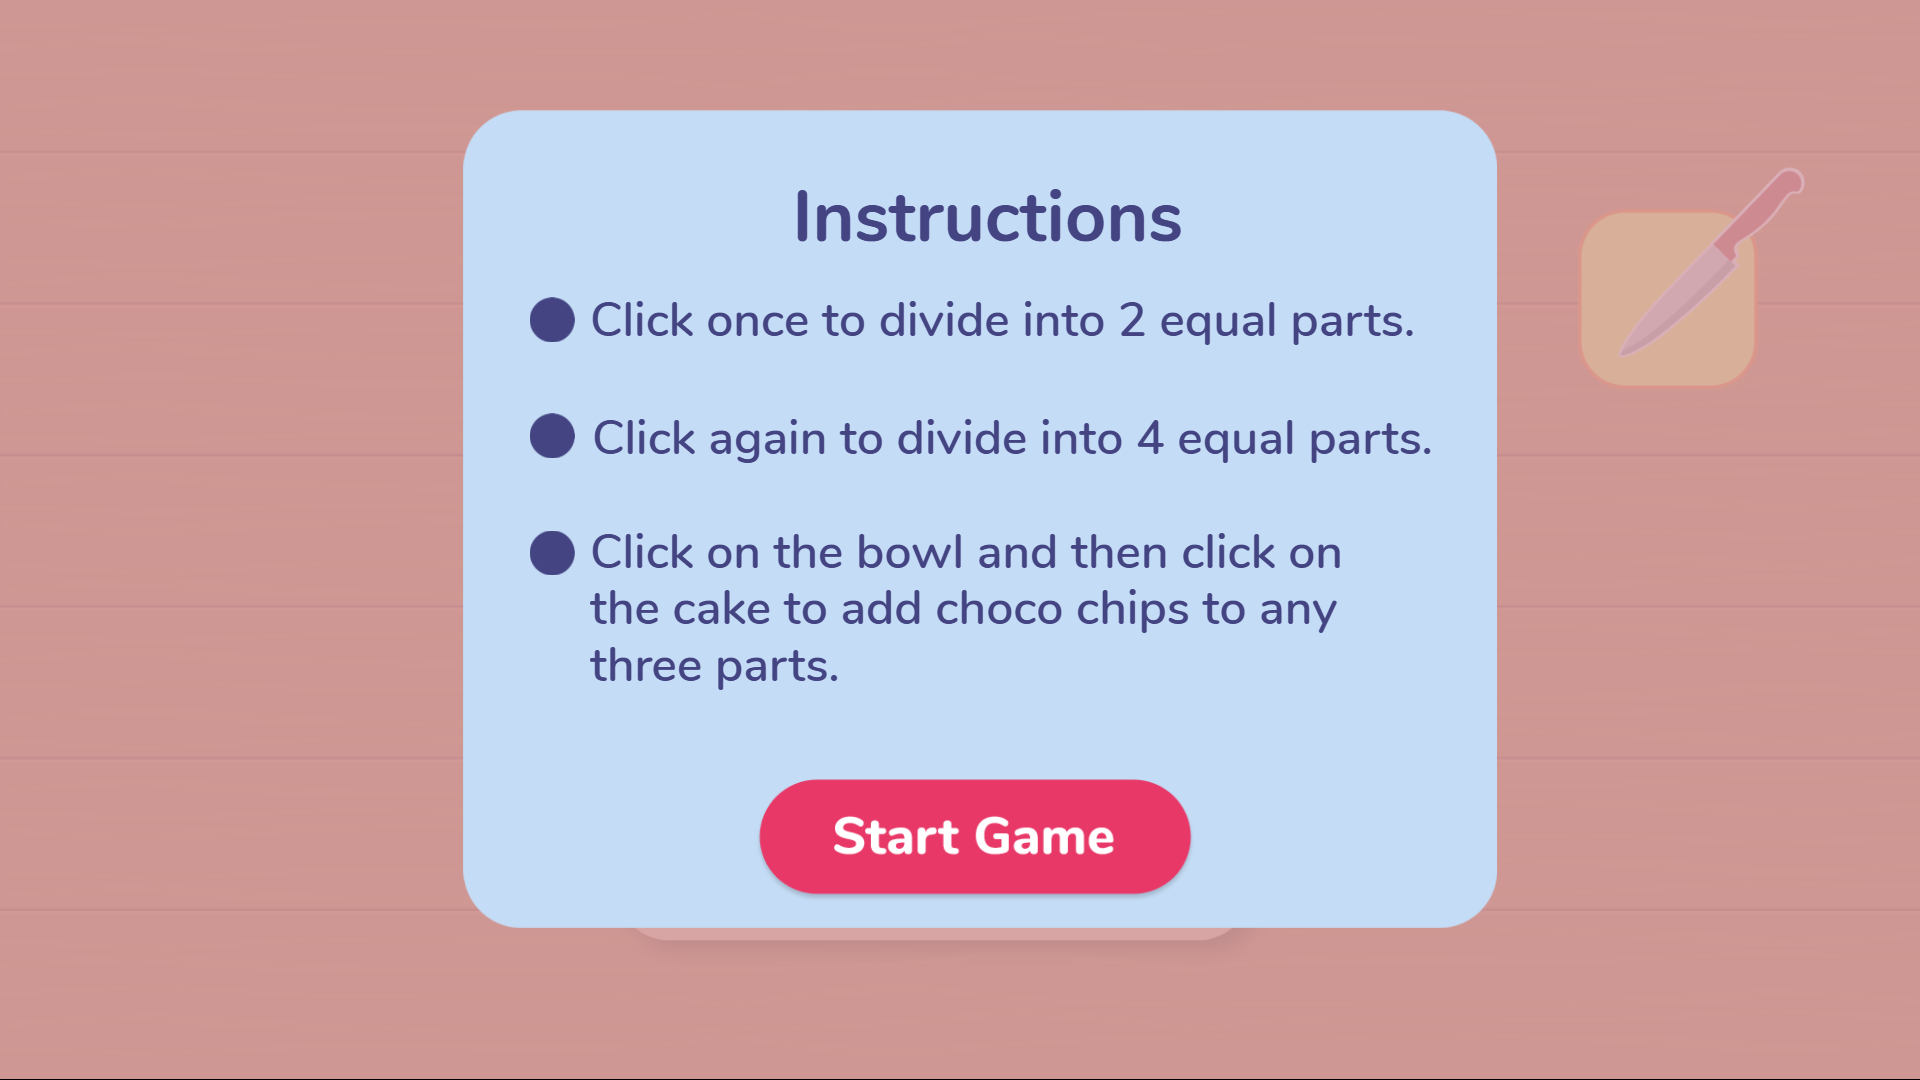 Instructions
Click once to divide into 2 equal parts.
Click again to divide into 4 equal parts.
Click on the bowl and then click on
the cake to add choco chips to any
three parts.
Start Game